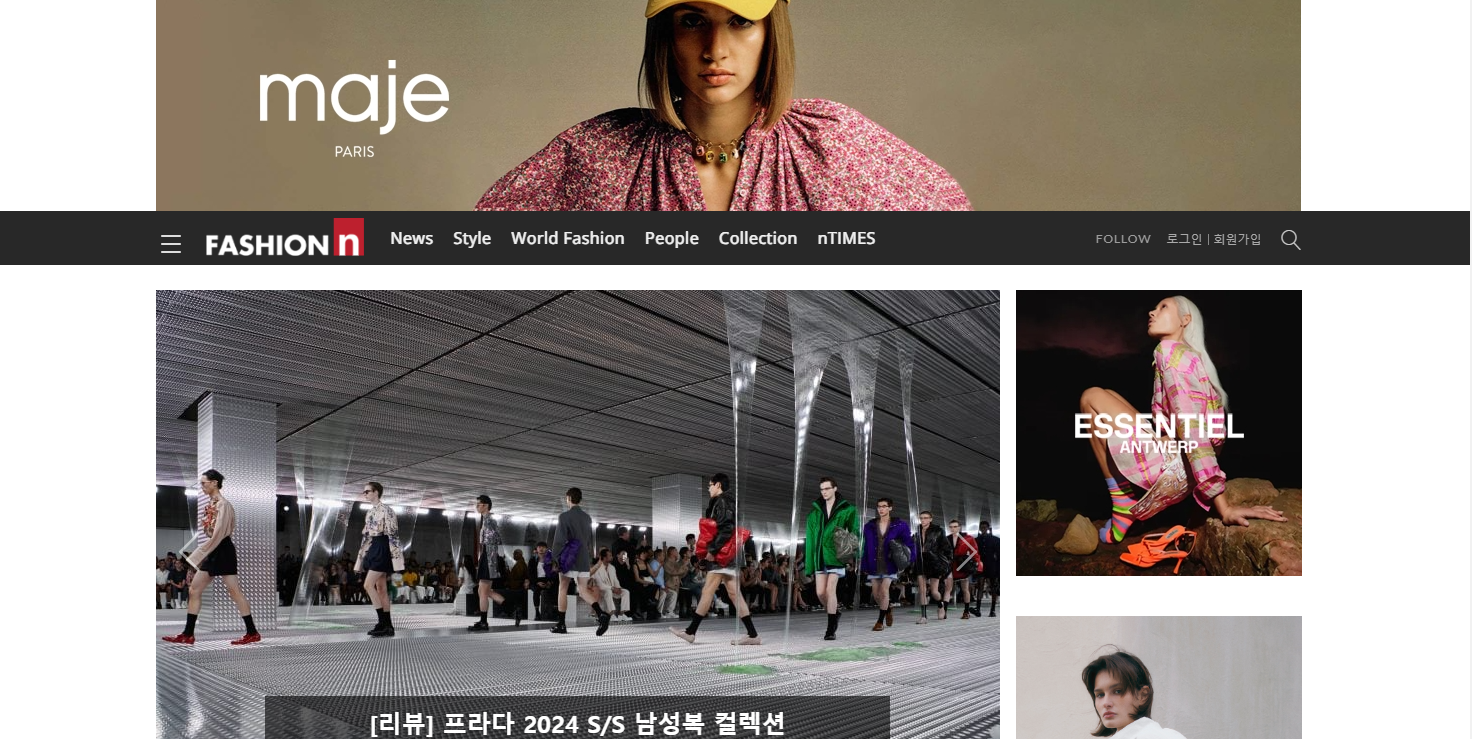 maje
PARIS
FASHION n
News Style World Fashion People Collection nTIMES
FOLLOW 로그인 | 회원가입
ESSENTIEL
ANTWERP
[리뷰] 프라다 2024 S/S 남성복 컬렉션